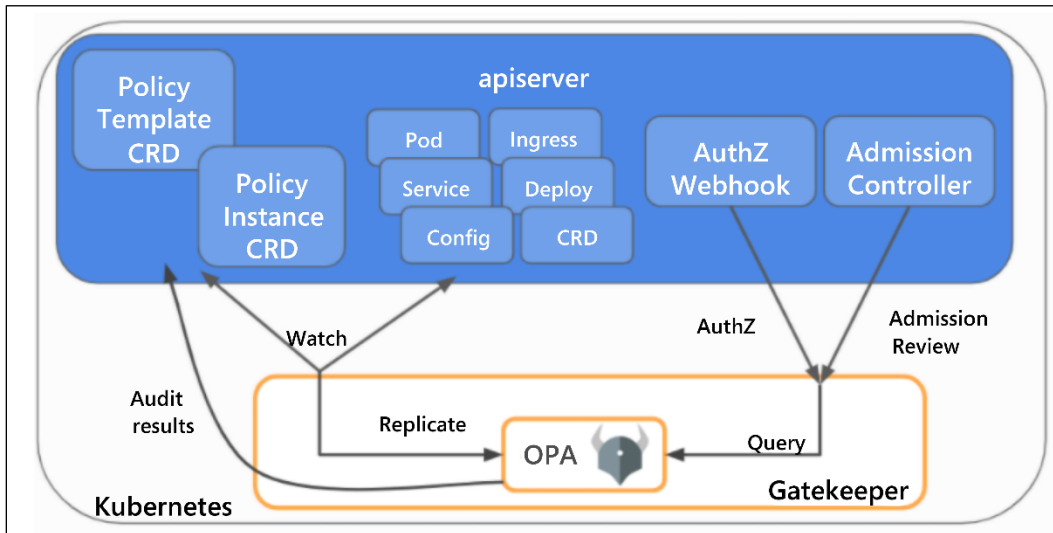 apiserver
Policy
Template
CRD
Policy
Instance
CRD
Pod
Ingress
Service
Deploy
Config
CRD
AuthZ
Webhook
Admission
Controller
Watch
AuthZ
Admission
Review
Audit
results
Replicate
OPA
Query
Kubernetes
Gatekeeper